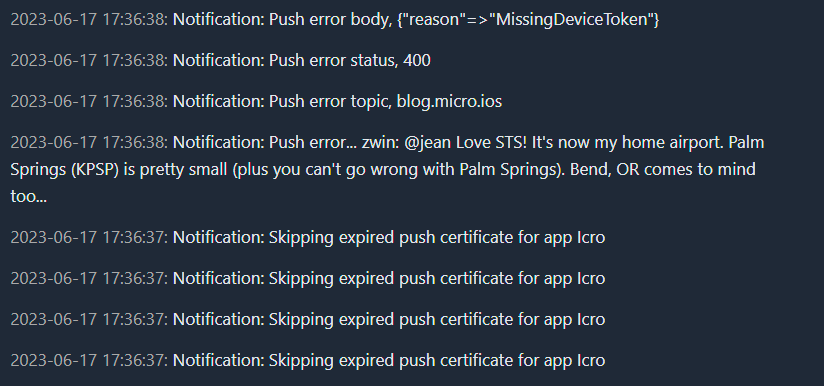 2023-06-17 17:36:38: Notification: Push error body, {"reason"=>"MissingDeviceToken"}
2023-06-17 17:36:38: Notification: Push error status, 400
2023-06-17 17:36:38: Notification: Push error topic, blog.micro.ios
2023-06-17 17:36:38: Notification: Push error... zwin: @jean Love STS! It's now my home airport. Palm
Springs (KPSP) is pretty small (plus you can't go wrong with Palm Springs). Bend, OR comes to mind
too...
2023-06-17 17:36:37: Notification: Skipping expired push certificate for app Icro
2023-06-17 17:36:37: Notification: Skipping expired push certificate for app Icro
2023-06-17 17:36:37: Notification: Skipping expired push certificate for app Icro
2023-06-17 17:36:37: Notification: Skipping expired push certificate for app Icro